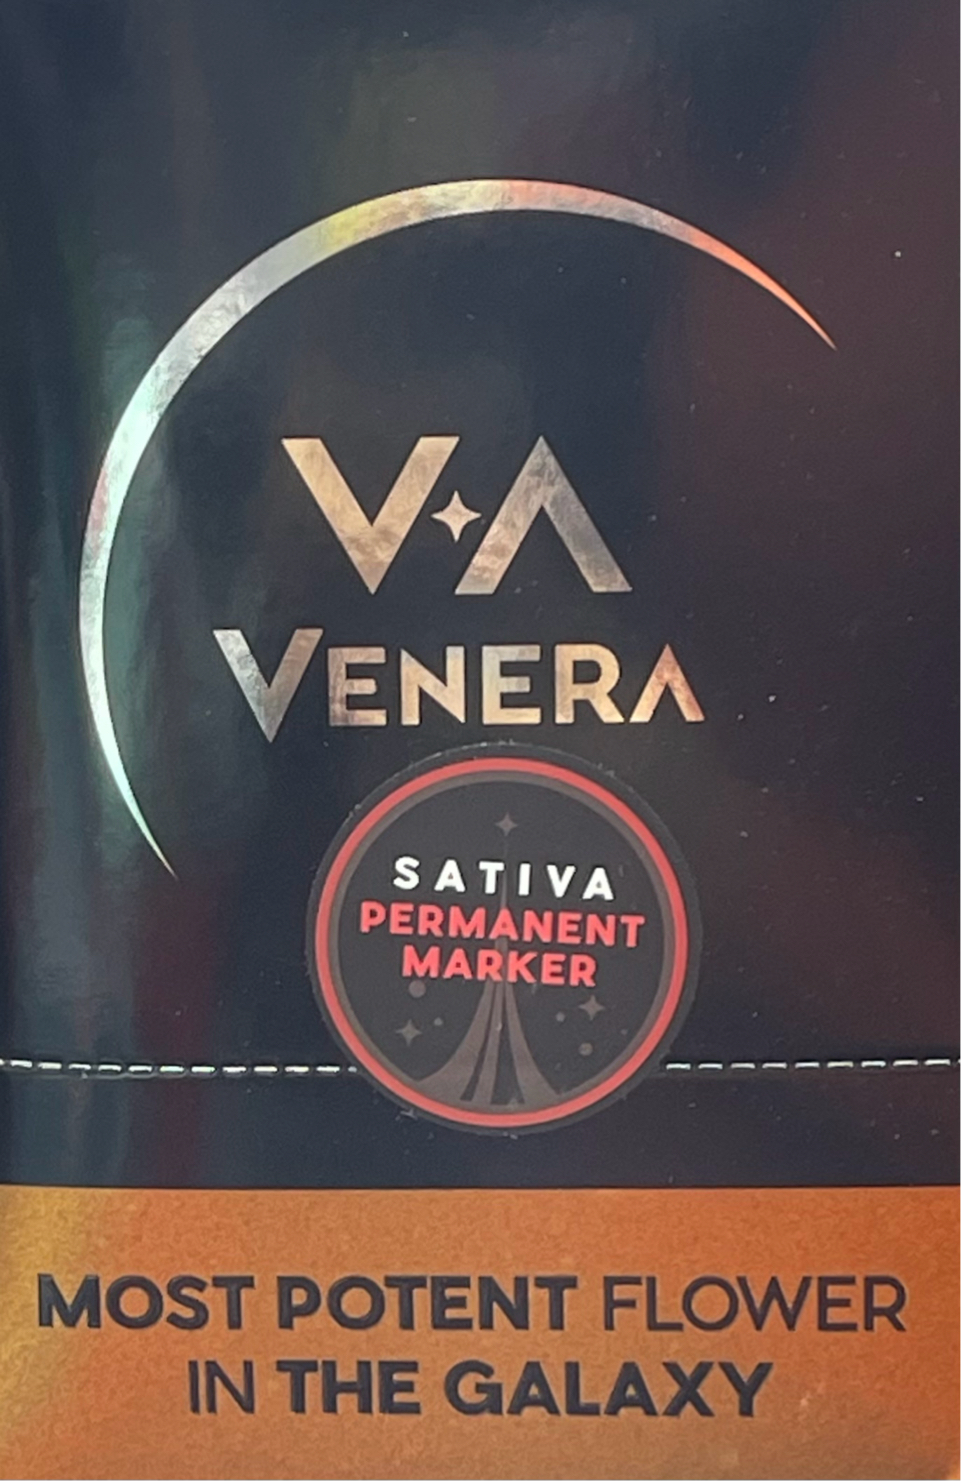 V✦A
VENERA
SATIVA
PERMANENT
MARKER
MOST POTENT FLOWER
IN THE GALAXY